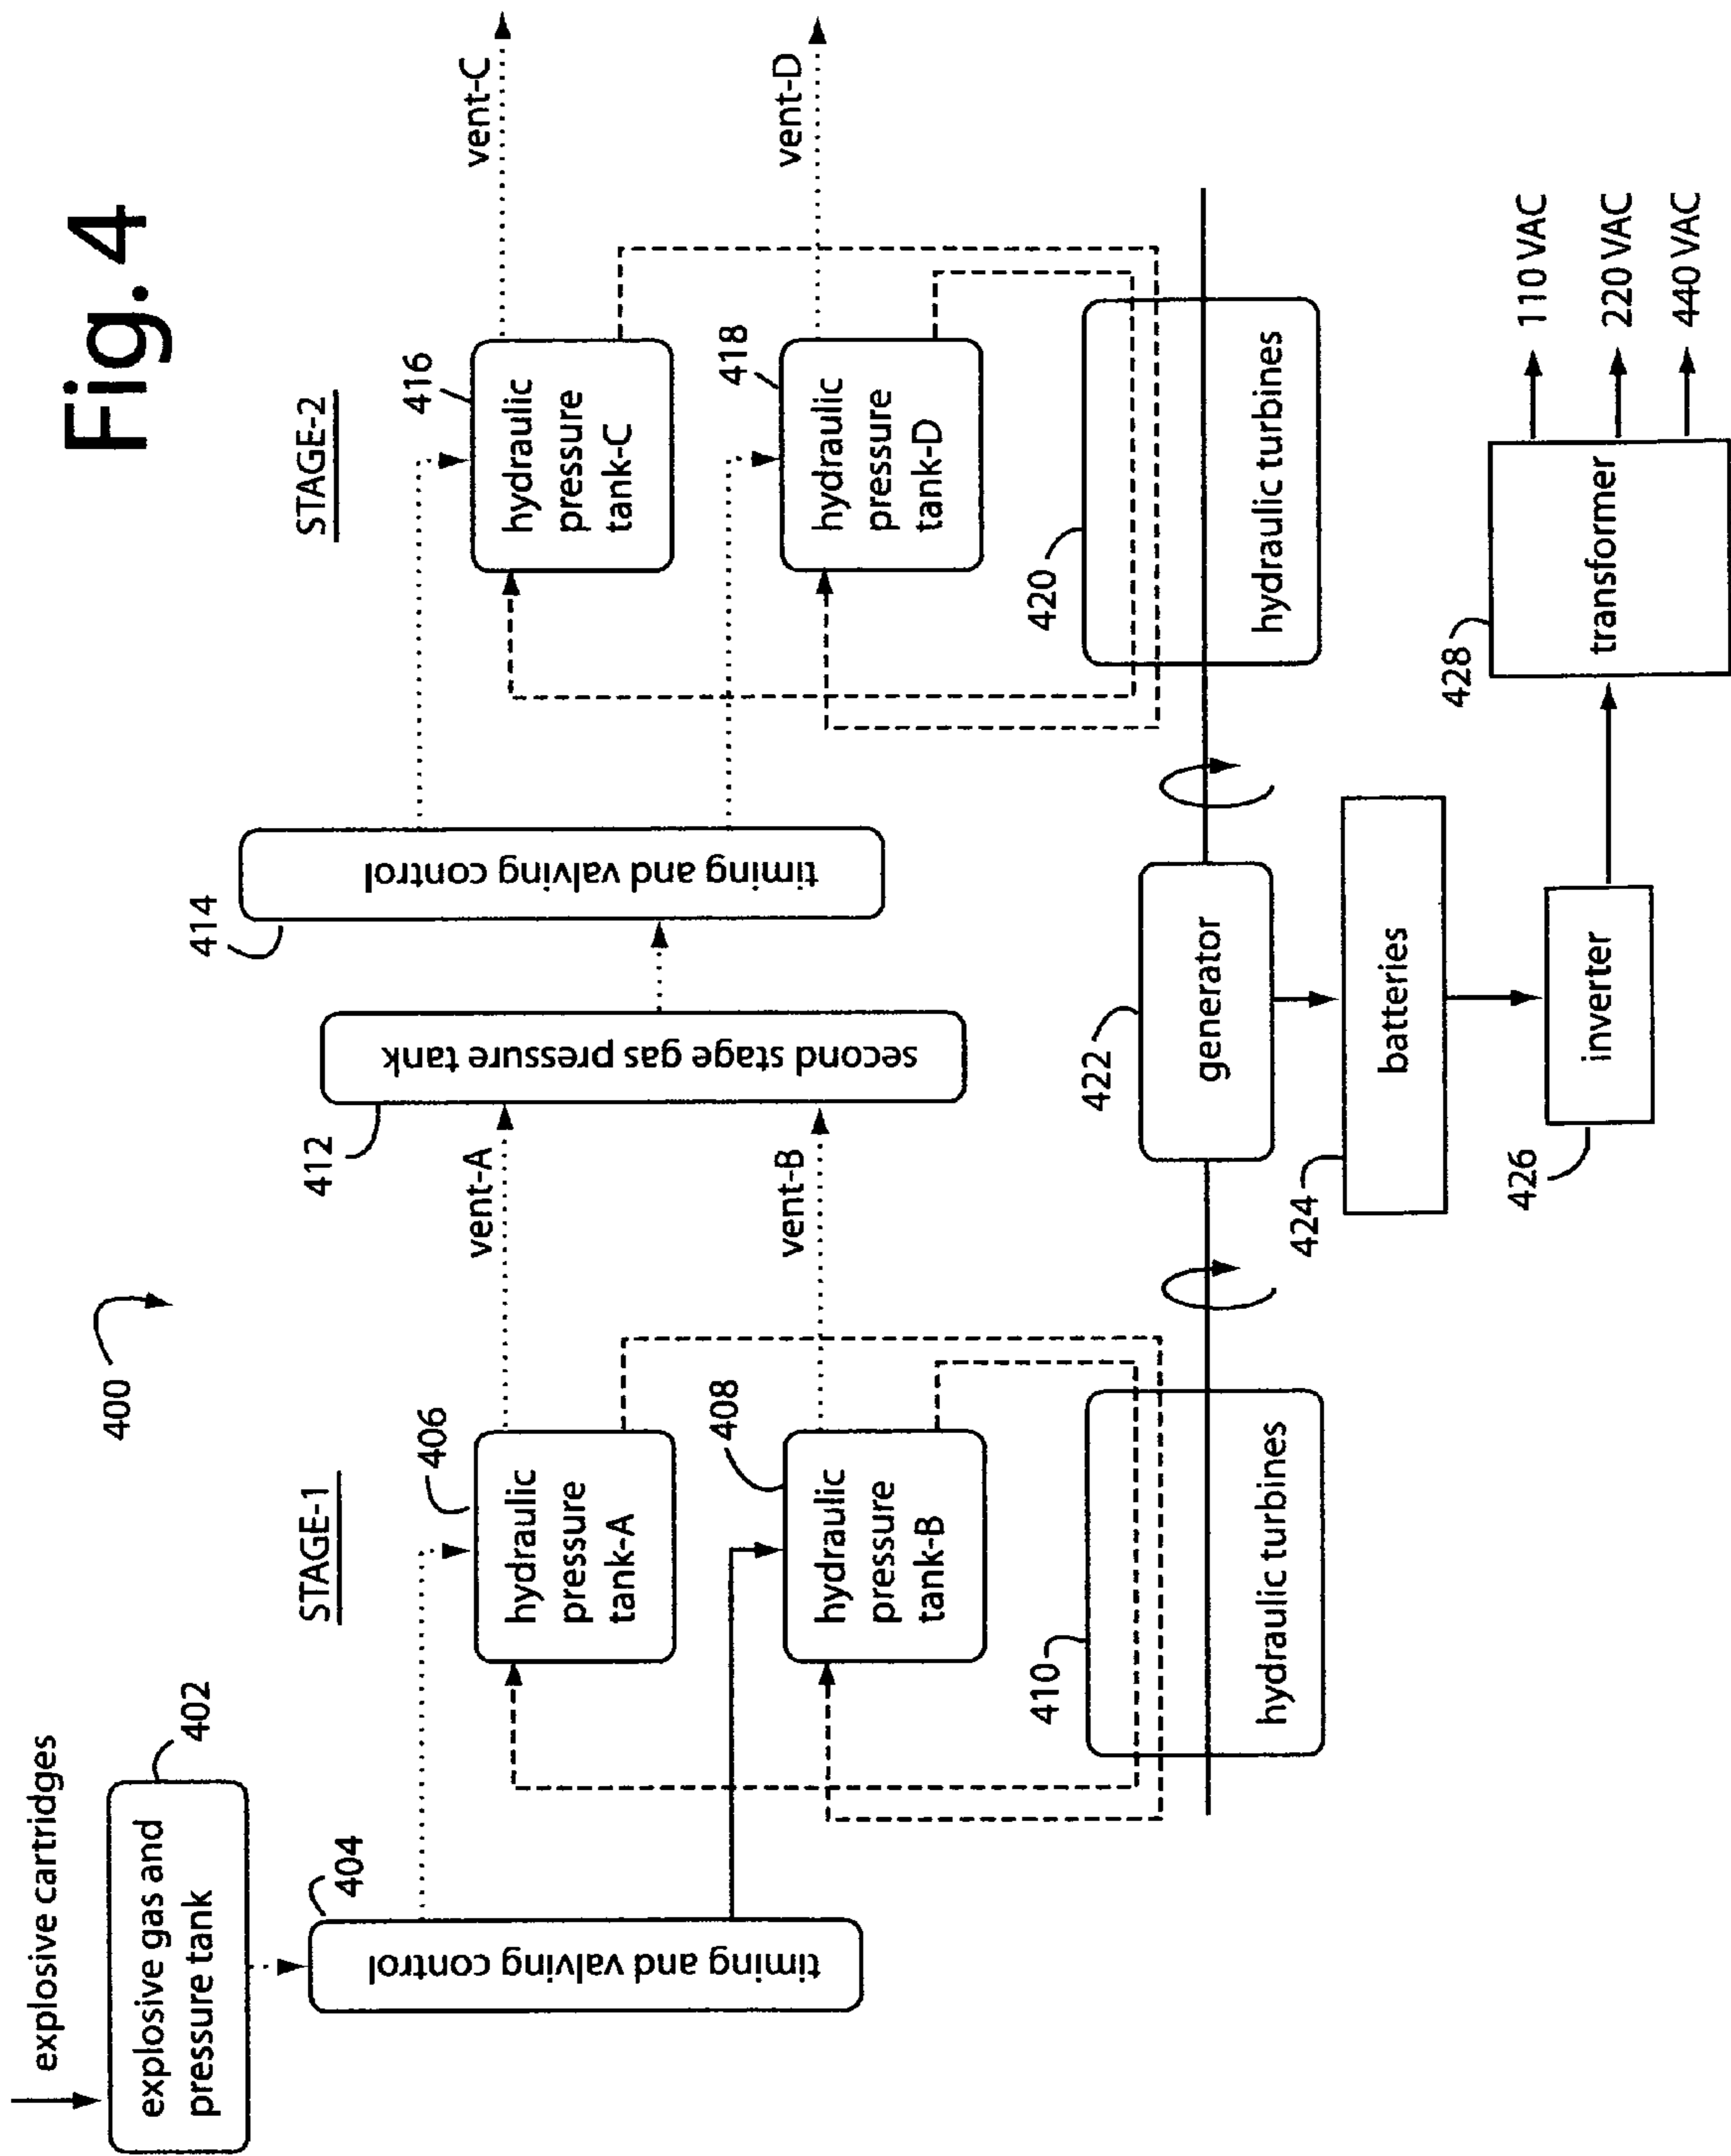 Fig. 4
400
explosive cartridges
402
explosive gas and
pressure tank
404
timing and valving control
STAGE-1
406
hydraulic
pressure
tank-A
vent-A
408
hydraulic
pressure
tank-B
vent-B
410
hydraulic turbines
412
second stage gas pressure tank
414
timing and valving control
STAGE-2
416
hydraulic
pressure
tank-C
vent-C
418
hydraulic
pressure
tank-D
vent-D
420
hydraulic turbines
422
generator
424
batteries
426
inverter
428
transformer
110 VAC
220 VAC
440 VAC